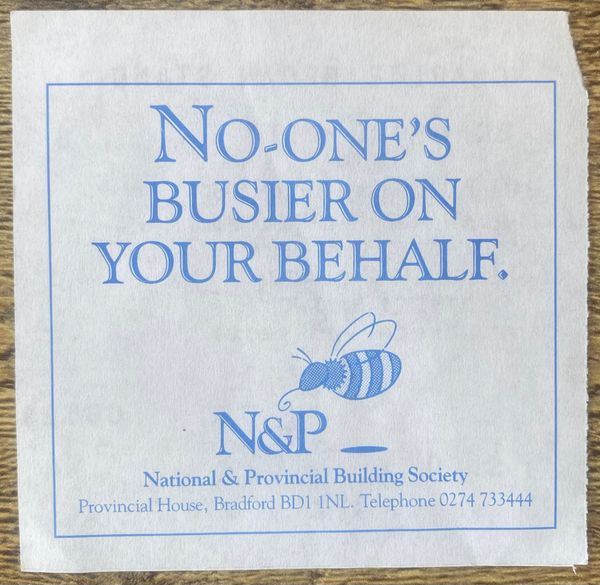 NO-ONE'S
BUSIER ON
YOUR BEHALF.
N&P
National & Provincial Building Society
Provincial House, Bradford BD1 1NL. Telephone 0274 733444